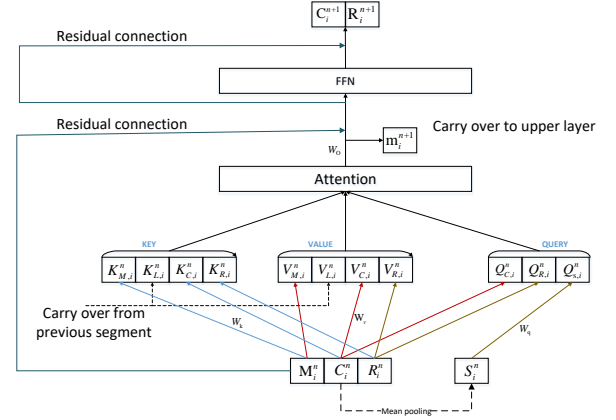 C_i^{n+1} R_i^{n+1}
Residual connection
FFN
Residual connection
Carry over to upper layer
W_O
m_i^{n+1}
Attention
KEY VALUE QUERY
K_{M,i}^n K_{L,i}^n K_{C,i}^n K_{R,i}^n V_{M,i}^n V_{L,i}^n V_{C,i}^n V_{R,i}^n Q_{C,i}^n Q_{R,i}^n Q_{s,i}^n
Carry over from
previous segment
W_k W_v W_q
M_i^n C_i^n R_i^n S_i^n
Mean pooling